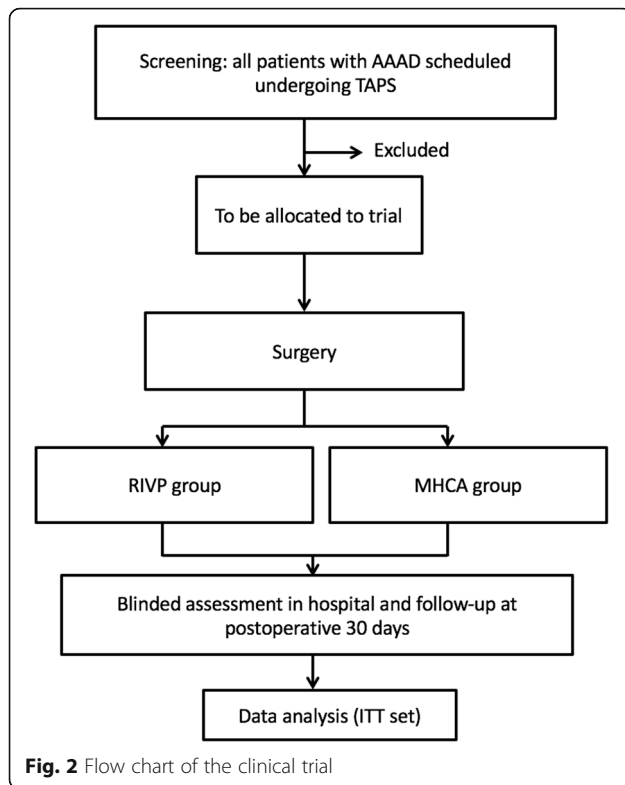 Screening: all patients with AAAD scheduled
undergoing TAPS
Excluded
To be allocated to trial
Surgery
RIVP group
MHCA group
Blinded assessment in hospital and follow-up at
postoperative 30 days
Data analysis (ITT set)
Fig. 2 Flow chart of the clinical trial